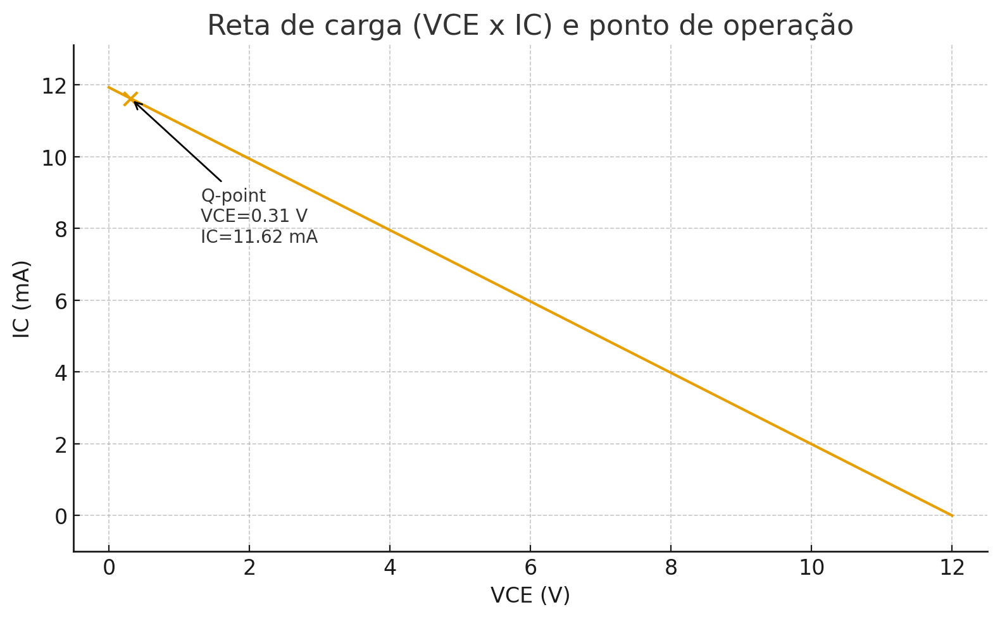 Reta de carga (VCE x IC) e ponto de operação
12
10
8
6
4
2
0
IC (mA)
Q-point
VCE=0.31 V
IC=11.62 mA
0
2
4
6
8
10
12
VCE (V)